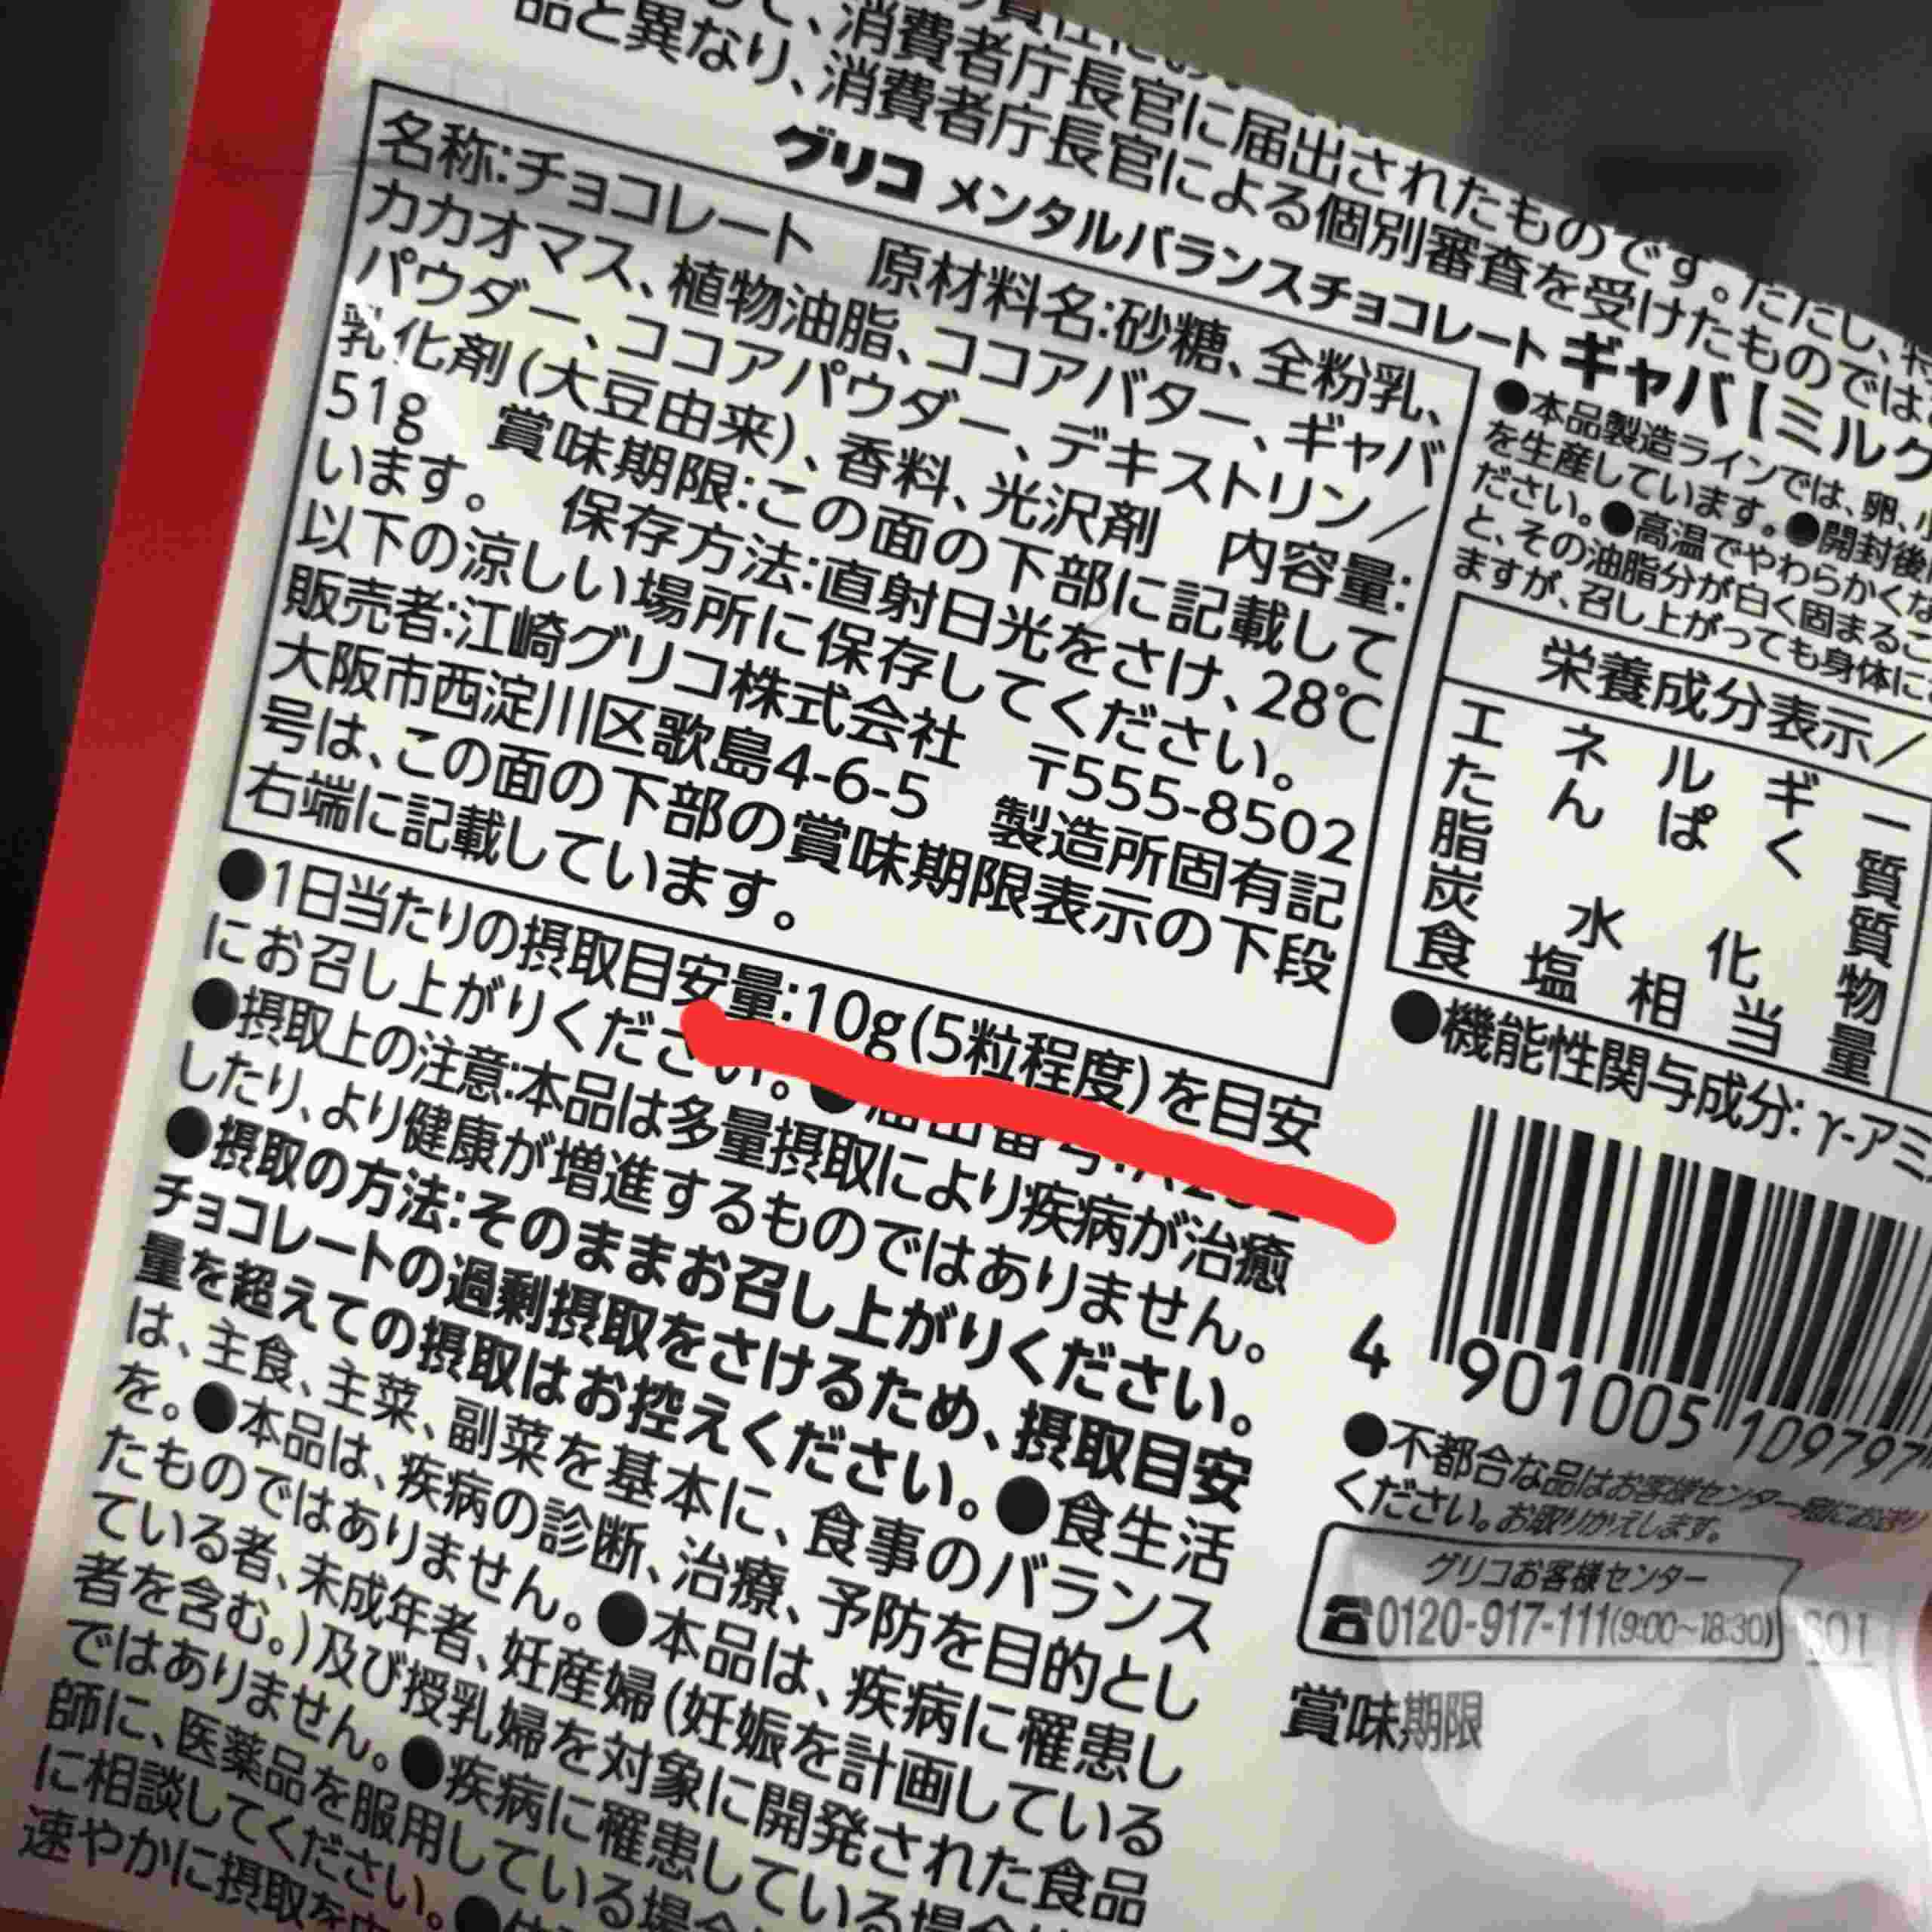 して、消費者庁長官に届出されたものです。ただし、特
品と異なり、消費者庁長官による個別審査を受けたものではあ
グリコ メンタルバランスチョコレート ギャバ【ミルク
名称:チョコレート 原材料名:砂糖、全粉乳、
カカオマス、植物油脂、ココアバター、ギャバ
パウダー、ココアパウダー、デキストリン/
乳化剤(大豆由来)、香料、光沢剤 内容量:
51g 賞味期限:この面の下部に記載して
います。 保存方法:直射日光をさけ、28℃
以下の涼しい場所に保存してください。
販売者:江崎グリコ株式会社 〒555-8502
大阪市西淀川区歌島4-6-5 製造所固有記
号は、この面の下部の賞味期限表示の下段
右端に記載しています。
●1日当たりの摂取目安量:10g(5粒程度)を目安
にお召し上がりください。●届出番号:
●摂取上の注意:本品は多量摂取により疾病が治癒
したり、より健康が増進するものではありません。
●摂取の方法:そのままお召し上がりください。
チョコレートの過剰摂取をさけるため、摂取目安
量を超えての摂取はお控えください。●食生活
は、主食、主菜、副菜を基本に、食事のバランス
を。●本品は、疾病の診断、治療、予防を目的とし
たものではありません。●本品は、疾病に罹患し
ている者、未成年者、妊産婦(妊娠を計画している
者を含む。)及び授乳婦を対象に開発された食品
ではありません。●疾病に罹患している場合は
師に、医薬品を服用している場合
に相談してください。●体
速やかに摂取を中
●本品製造ラインでは、卵、
を生産しています。●開封後
ださい。●高温でやわらかくな
と、その油脂分が白く固まるこ
ますが、召し上がっても身体に
栄養成分表示/
エネルギー
たんぱく質
脂質
炭水化物
食塩相当量
●機能性関与成分:γ-アミ
4 901005 109797
●不都合な品はお客様センター宛にお送り
ください。お取りかえします。
グリコお客様センター
☎0120-917-111(9:00~18:30)
S01
賞味期限